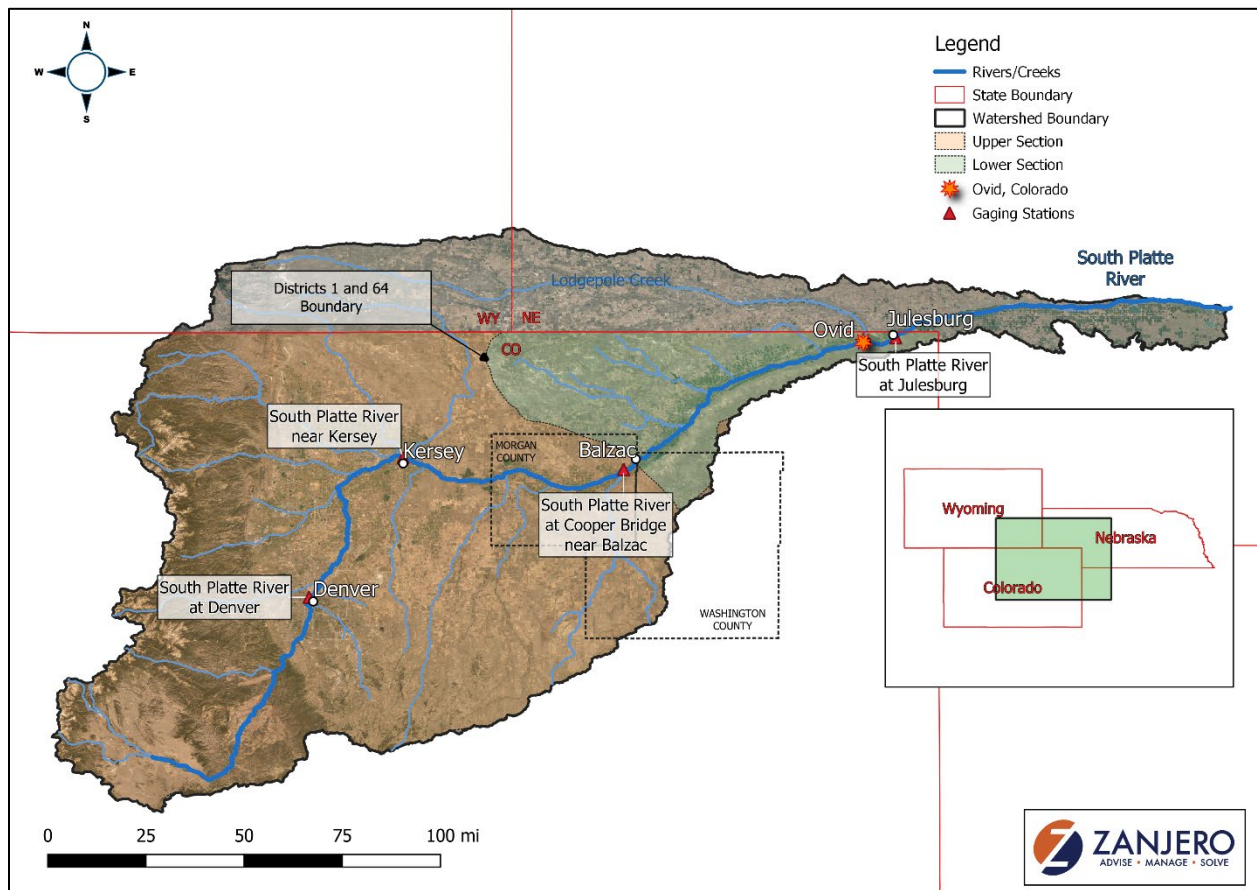 N
W
E
S
Legend
Rivers/Creeks
State Boundary
Watershed Boundary
Upper Section
Lower Section
Ovid, Colorado
Gaging Stations
South Platte
River
Lodgepole Creek
Districts 1 and 64
Boundary
WY
NE
CO
Ovid
Julesburg
South Platte River
at Julesburg
South Platte River
near Kersey
Kersey
MORGAN
COUNTY
Balzac
South Platte River
at Cooper Bridge
near Balzac
South Platte River
at Denver
Denver
WASHINGTON
COUNTY
Wyoming
Nebraska
Colorado
0 25 50 75 100 mi
Z ZANJERO
ADVISE • MANAGE • SOLVE